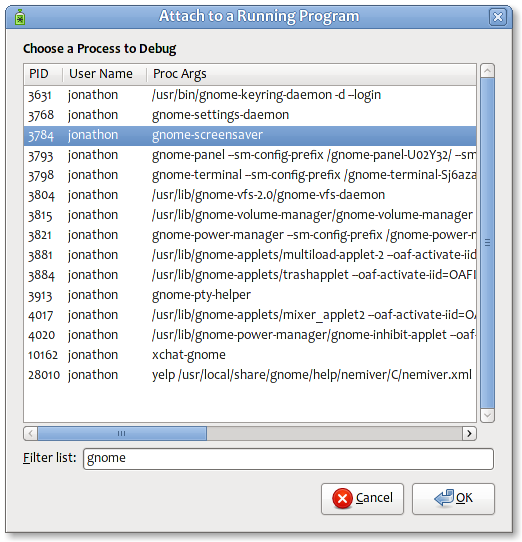 Attach to a Running Program
Choose a Process to Debug
PID User Name Proc Args
3631 jonathon /usr/bin/gnome-keyring-daemon -d --login
3768 jonathon gnome-settings-daemon
3784 jonathon gnome-screensaver
3793 jonathon gnome-panel --sm-config-prefix /gnome-panel-U02Y32/ --sm
3798 jonathon gnome-terminal --sm-config-prefix /gnome-terminal-Sj6aza
3804 jonathon /usr/lib/gnome-vfs-2.0/gnome-vfs-daemon
3815 jonathon /usr/lib/gnome-volume-manager/gnome-volume-manager
3821 jonathon gnome-power-manager --sm-config-prefix /gnome-power-r
3881 jonathon /usr/lib/gnome-applets/multiload-applet-2 --oaf-activate-iid
3884 jonathon /usr/lib/gnome-applets/trashapplet --oaf-activate-iid=OAFI
3913 jonathon gnome-pty-helper
4017 jonathon /usr/lib/gnome-applets/mixer_applet2 --oaf-activate-iid=OA
4020 jonathon /usr/lib/gnome-power-manager/gnome-inhibit-applet --oaf-
10162 jonathon xchat-gnome
28010 jonathon yelp /usr/local/share/gnome/help/nemiver/C/nemiver.xml
Filter list: gnome
Cancel OK